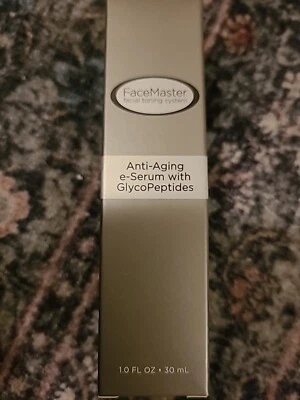 FaceMaster
facial toning system
Anti-Aging
e-Serum with
GlycoPeptides
1.0 FL OZ • 30 mL